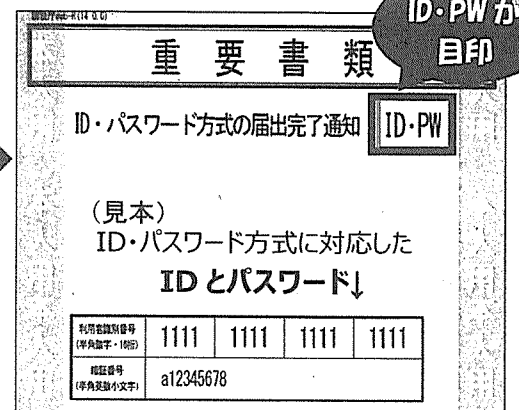 ID・PWが
目印
重要書類
ID・パスワード方式の届出完了通知 ID・PW
（見本）
ID・パスワード方式に対応した
IDとパスワード↓
利用者識別番号 1111 1111 1111 1111
(半角数字・16桁)
暗証番号 a12345678
(半角英数小文字)